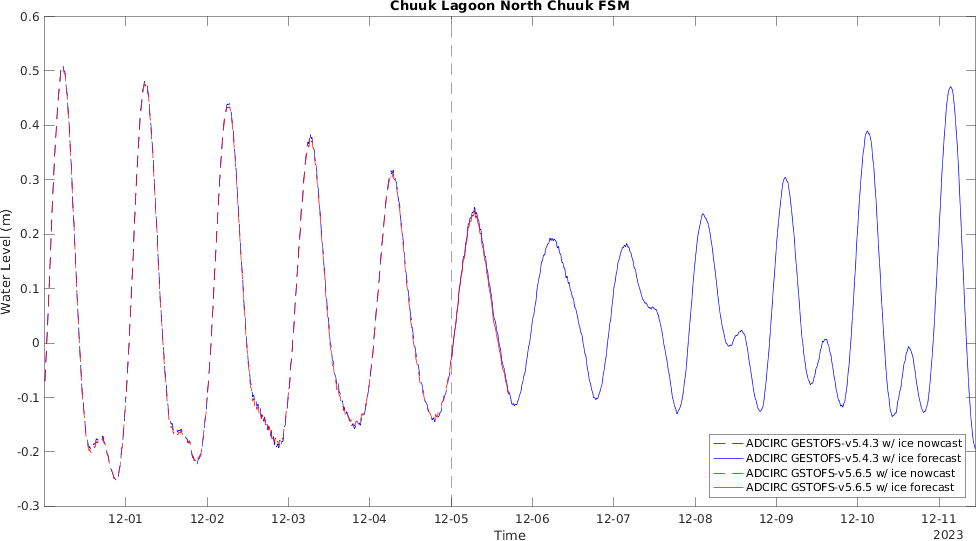 Chuuk Lagoon North Chuuk FSM
0.6
0.5
0.4
0.3
0.2
0.1
0
-0.1
-0.2
-0.3
Water Level (m)
ADCIRC GESTOFS-v5.4.3 w/ ice nowcast
ADCIRC GESTOFS-v5.4.3 w/ ice forecast
ADCIRC GSTOFS-v5.6.5 w/ ice nowcast
ADCIRC GSTOFS-v5.6.5 w/ ice forecast
12-01 12-02 12-03 12-04 12-05 12-06 12-07 12-08 12-09 12-10 12-11
Time 2023